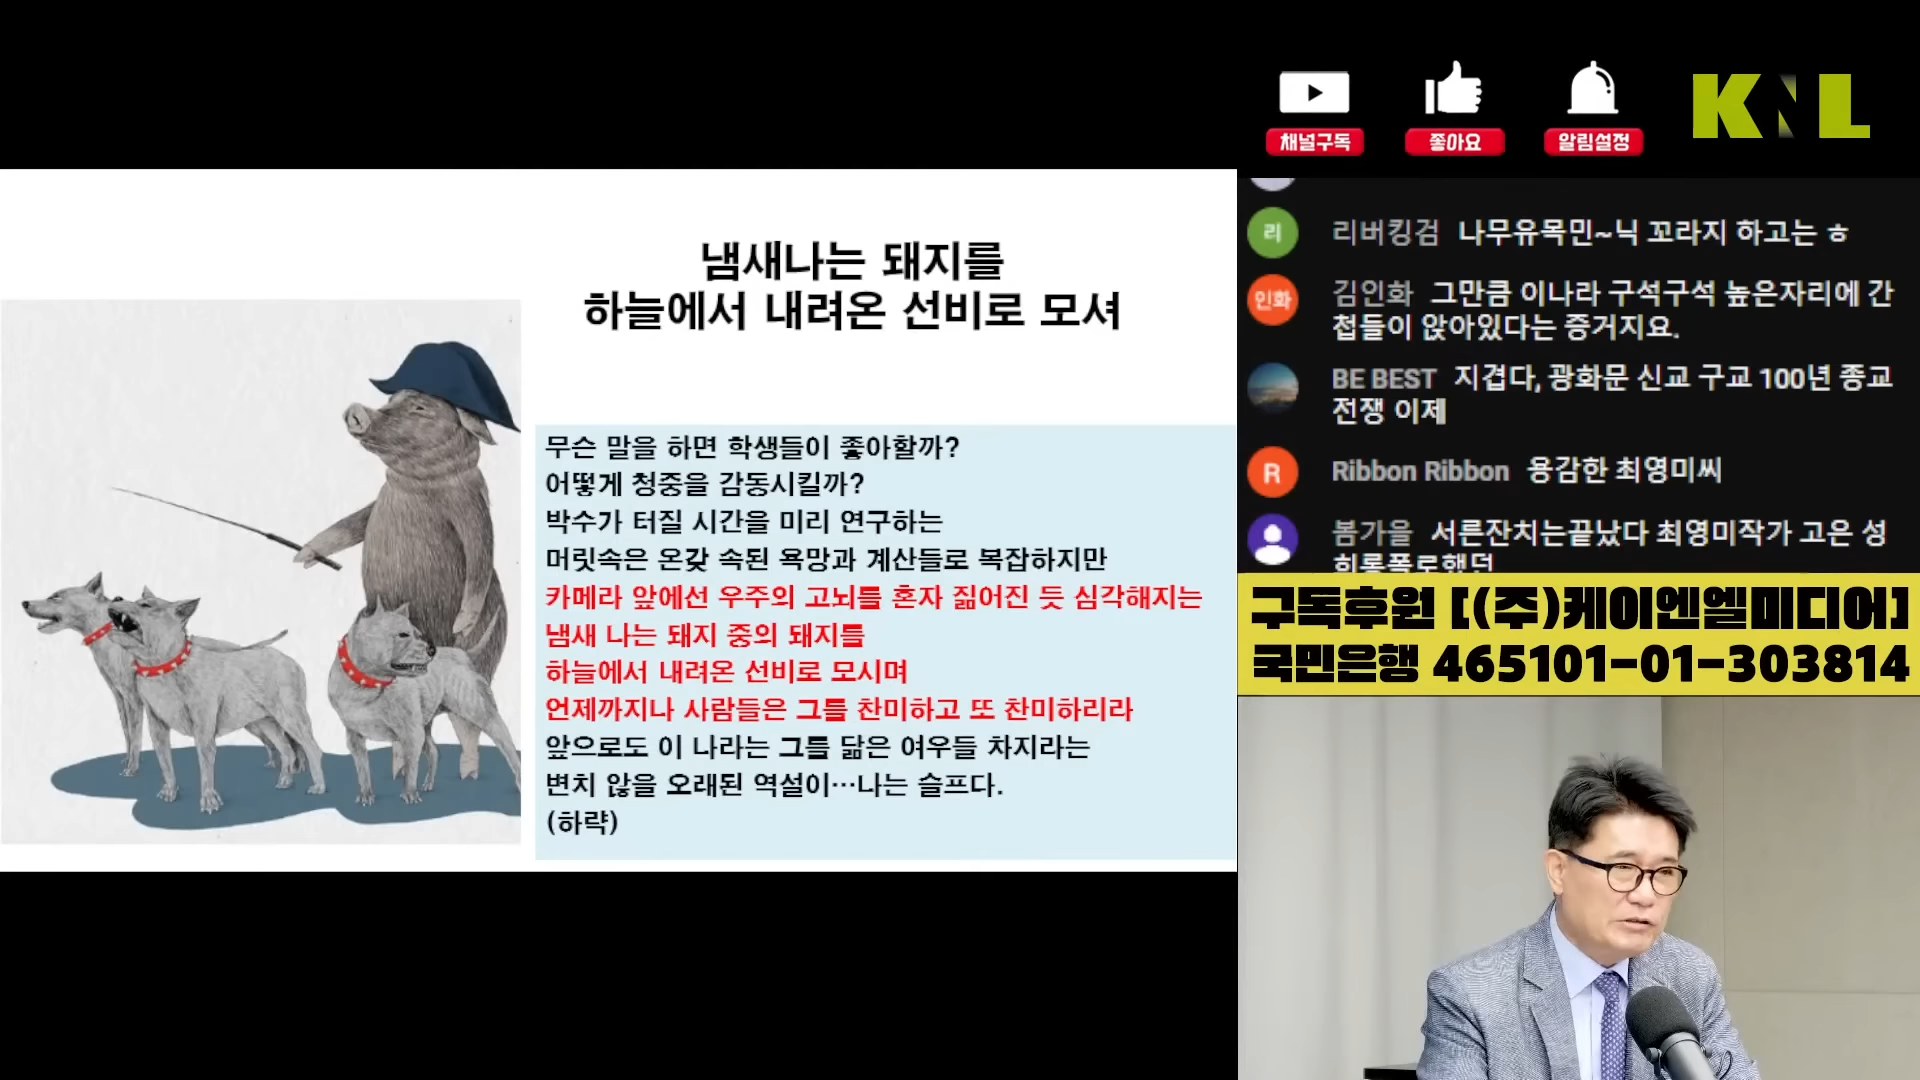 채널구독
좋아요
알림설정
KNL
냄새나는 돼지를
하늘에서 내려온 선비로 모셔
무슨 말을 하면 학생들이 좋아할까?
어떻게 청중을 감동시킬까?
박수가 터질 시간을 미리 연구하는
머릿속은 온갖 속된 욕망과 계산들로 복잡하지만
카메라 앞에선 우주의 고뇌를 혼자 짊어진 듯 심각해지는
냄새 나는 돼지 중의 돼지를
하늘에서 내려온 선비로 모시며
언제까지나 사람들은 그를 찬미하고 또 찬미하리라
앞으로도 이 나라는 그를 닮은 여우들 차지라는
변치 않을 오래된 역설이…나는 슬프다.
(하략)
리
리버킹검 나무유목민~닉 꼬라지 하고는 ㅎ
인화
김인화 그만큼 이나라 구석구석 높은자리에 간
첩들이 앉아있다는 증거지요.
BE BEST 지겹다, 광화문 신교 구교 100년 종교
전쟁 이제
R
Ribbon Ribbon 용감한 최영미씨
봄가을 서른잔치는끝났다 최영미작가 고은 성
희롱폭로했던
구독후원 [(주)케이엔엘미디어]
국민은행 465101-01-303814